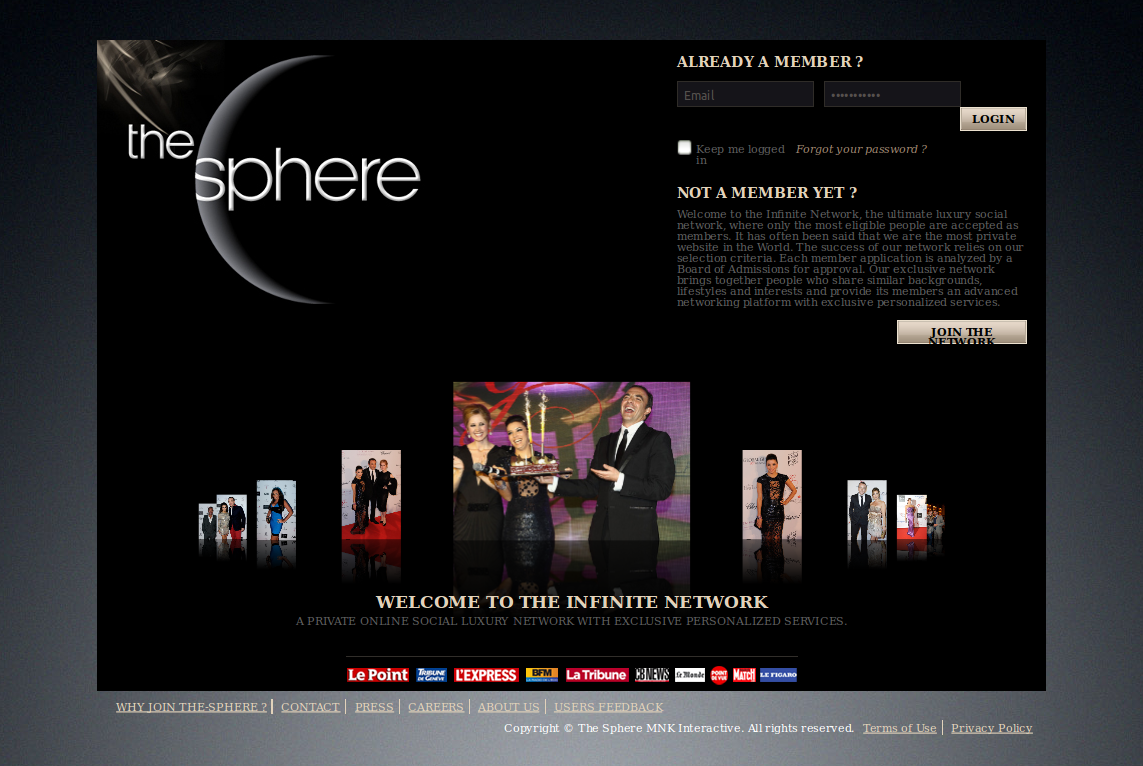 the sphere
ALREADY A MEMBER ?
Email
LOGIN
Keep me logged in
Forgot your password ?
NOT A MEMBER YET ?
Welcome to the Infinite Network, the ultimate luxury social
network, where only the most eligible people are accepted as
members. It has often been said that we are the most private
website in the World. The success of our network relies on our
selection criteria. Each member application is analyzed by a
Board of Admissions for approval. Our exclusive network
brings together people who share similar backgrounds,
lifestyles and interests and provide its members an advanced
networking platform with exclusive personalized services.
JOIN THE
NETWORK
WELCOME TO THE INFINITE NETWORK
A PRIVATE ONLINE SOCIAL LUXURY NETWORK WITH EXCLUSIVE PERSONALIZED SERVICES.
Le Point TRIBUNE DE GENÈVE L'EXPRESS BFM La Tribune CB NEWS Le Monde POINT DE VUE MATCH LE FIGARO
WHY JOIN THE-SPHERE ? CONTACT PRESS CAREERS ABOUT US USERS FEEDBACK
Copyright © The Sphere MNK Interactive. All rights reserved. Terms of Use Privacy Policy